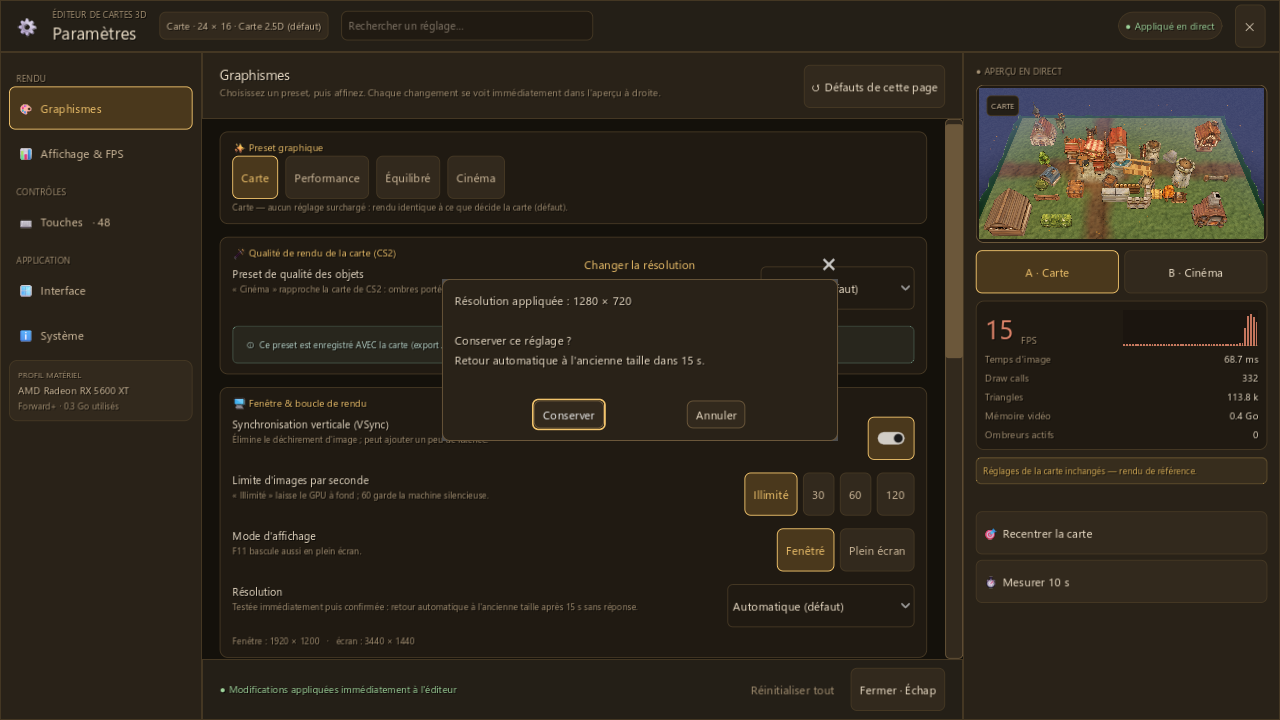 ÉDITEUR DE CARTES 3D
Paramètres
Carte · 24 × 16 · Carte 2.5D (défaut)
Rechercher un réglage...
● Appliqué en direct
×
RENDU
Graphismes
Affichage & FPS
CONTRÔLES
Touches · 48
APPLICATION
Interface
Système
PROFIL MATÉRIEL
AMD Radeon RX 5600 XT
Forward+ · 0.3 Go utilisés
Graphismes
Choisissez un preset, puis affinez. Chaque changement se voit immédiatement dans l'aperçu à droite.
↺ Défauts de cette page
Preset graphique
Carte
Performance
Équilibré
Cinéma
Carte — aucun réglage surchargé : rendu identique à ce que décide la carte (défaut).
Qualité de rendu de la carte (CS2)
Preset de qualité des objets
« Cinéma » rapproche la carte de CS2 : ombres porté
aut)
Ce preset est enregistré AVEC la carte (export
Changer la résolution
Résolution appliquée : 1280 × 720
Conserver ce réglage ?
Retour automatique à l'ancienne taille dans 15 s.
Conserver
Annuler
Fenêtre & boucle de rendu
Synchronisation verticale (VSync)
Élimine le déchirement d'image ; peut ajouter un peu de latence.
Limite d'images par seconde
« Illimité » laisse le GPU à fond ; 60 garde la machine silencieuse.
Illimité
30
60
120
Mode d'affichage
F11 bascule aussi en plein écran.
Fenêtré
Plein écran
Résolution
Testée immédiatement puis confirmée : retour automatique à l'ancienne taille après 15 s sans réponse.
Automatique (défaut)
Fenêtre : 1920 × 1200 · écran : 3440 × 1440
● Modifications appliquées immédiatement à l'éditeur
Réinitialiser tout
Fermer · Échap
● APERÇU EN DIRECT
CARTE
A · Carte
B · Cinéma
15 FPS
Temps d'image 68.7 ms
Draw calls 332
Triangles 113.8 k
Mémoire vidéo 0.4 Go
Ombreurs actifs 0
Réglages de la carte inchangés — rendu de référence.
Recentrer la carte
Mesurer 10 s